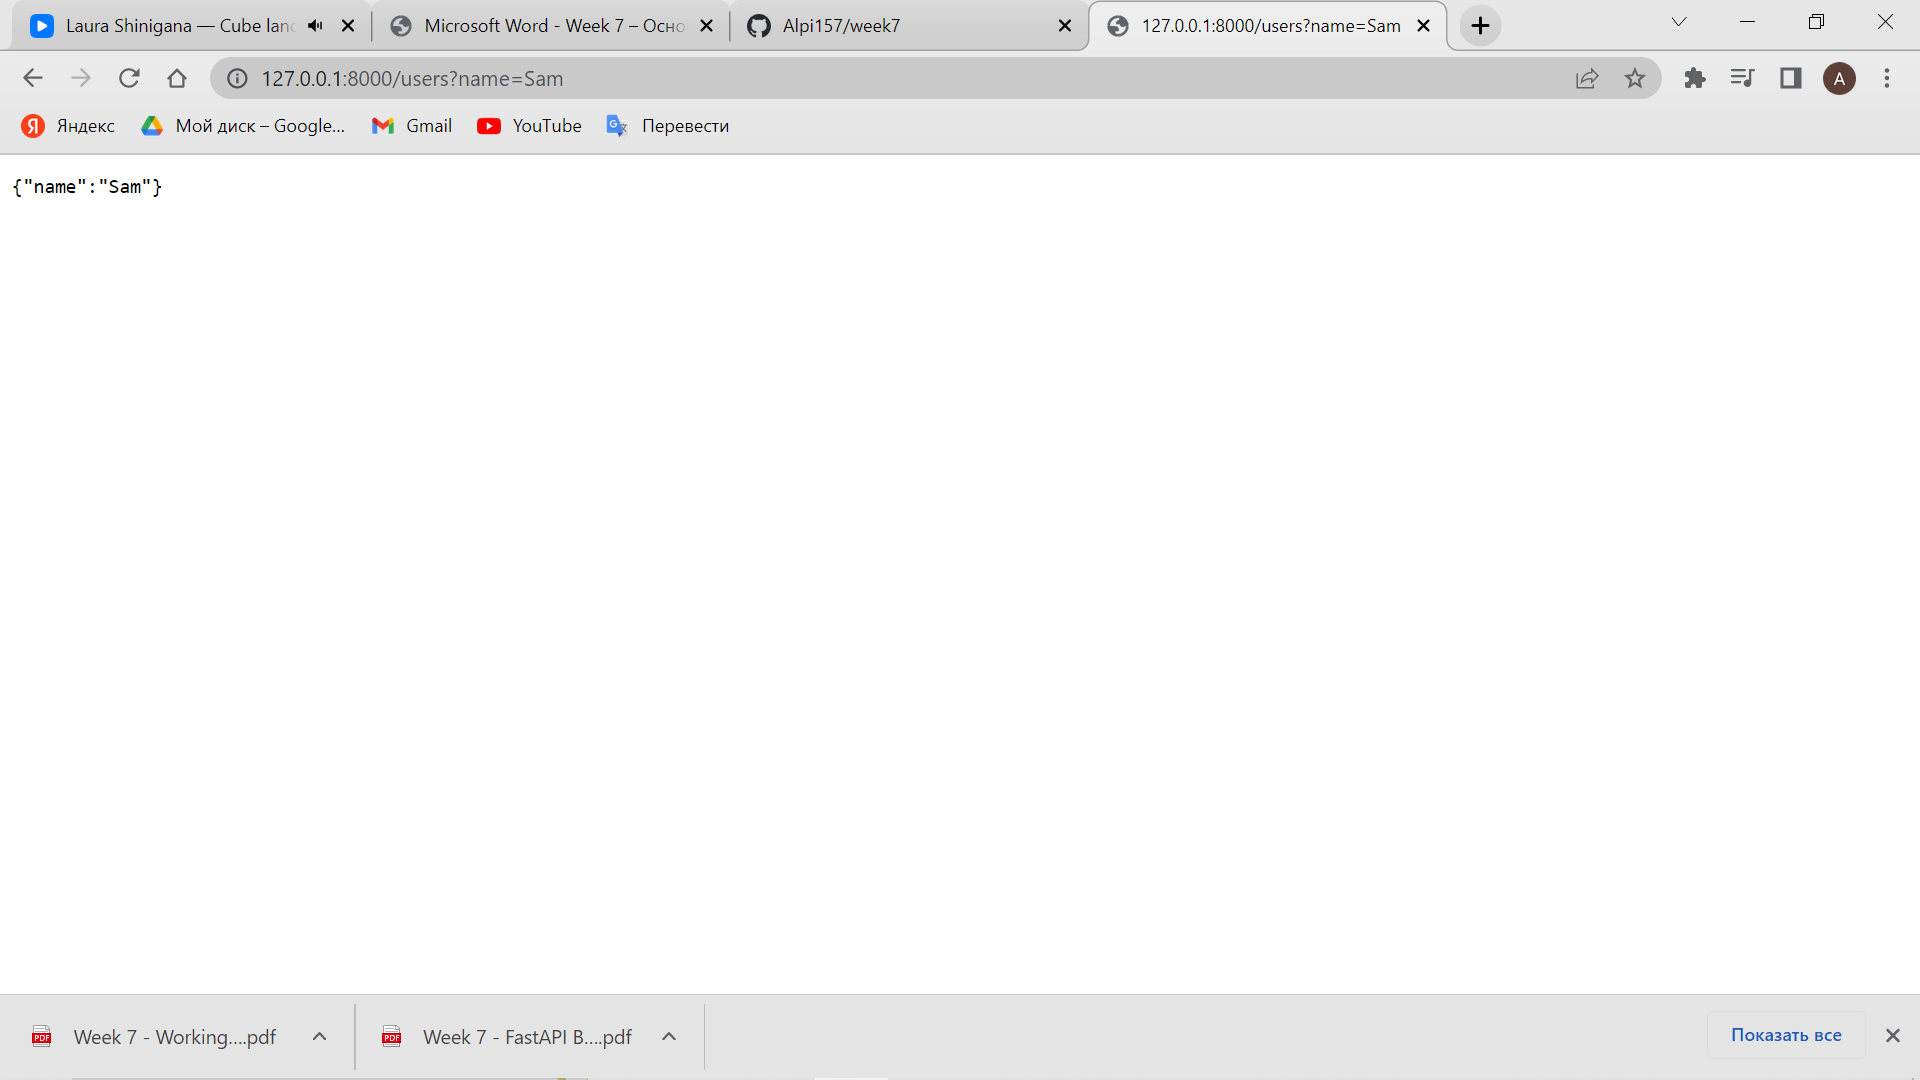 Laura Shinigana — Cube lan
Microsoft Word - Week 7 – Осно
Alpi157/week7
127.0.0.1:8000/users?name=Sam
127.0.0.1:8000/users?name=Sam
A
Яндекс
Мой диск – Google...
Gmail
YouTube
Перевести
{"name":"Sam"}
Week 7 - Working....pdf
Week 7 - FastAPI B....pdf
Показать все